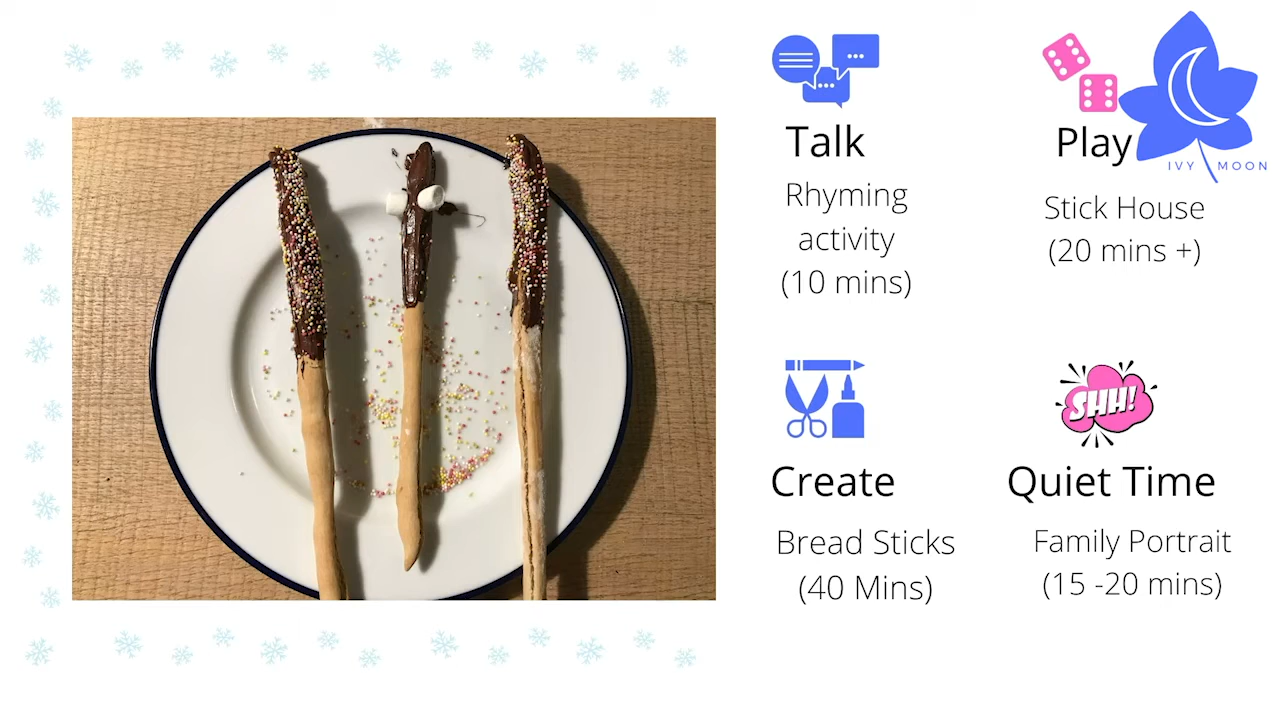 Talk
Rhyming
activity
(10 mins)
Play
IVY MOON
Stick House
(20 mins +)
Create
Bread Sticks
(40 Mins)
SHH!
Quiet Time
Family Portrait
(15 -20 mins)